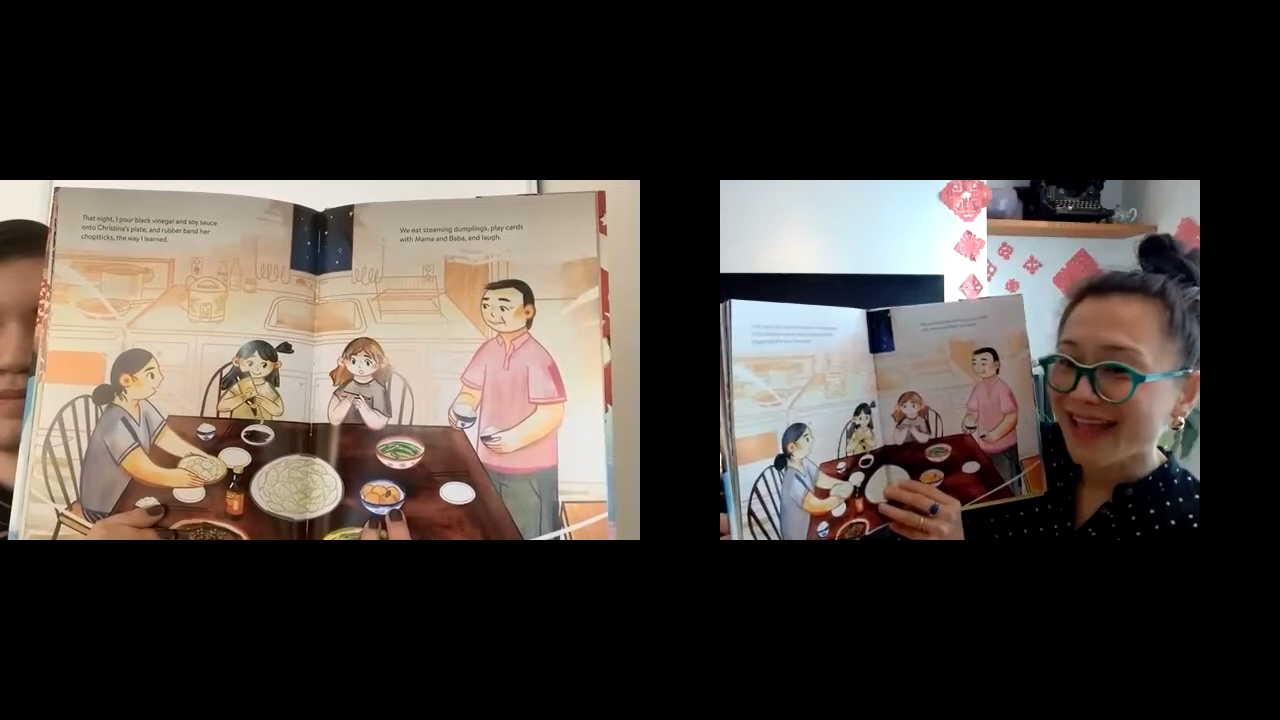 That night, I pour black vinegar and soy sauce
onto Christina's plate, and rubber band her
chopsticks, the way I learned.
We eat steaming dumplings, play cards
with Mama and Baba, and laugh.